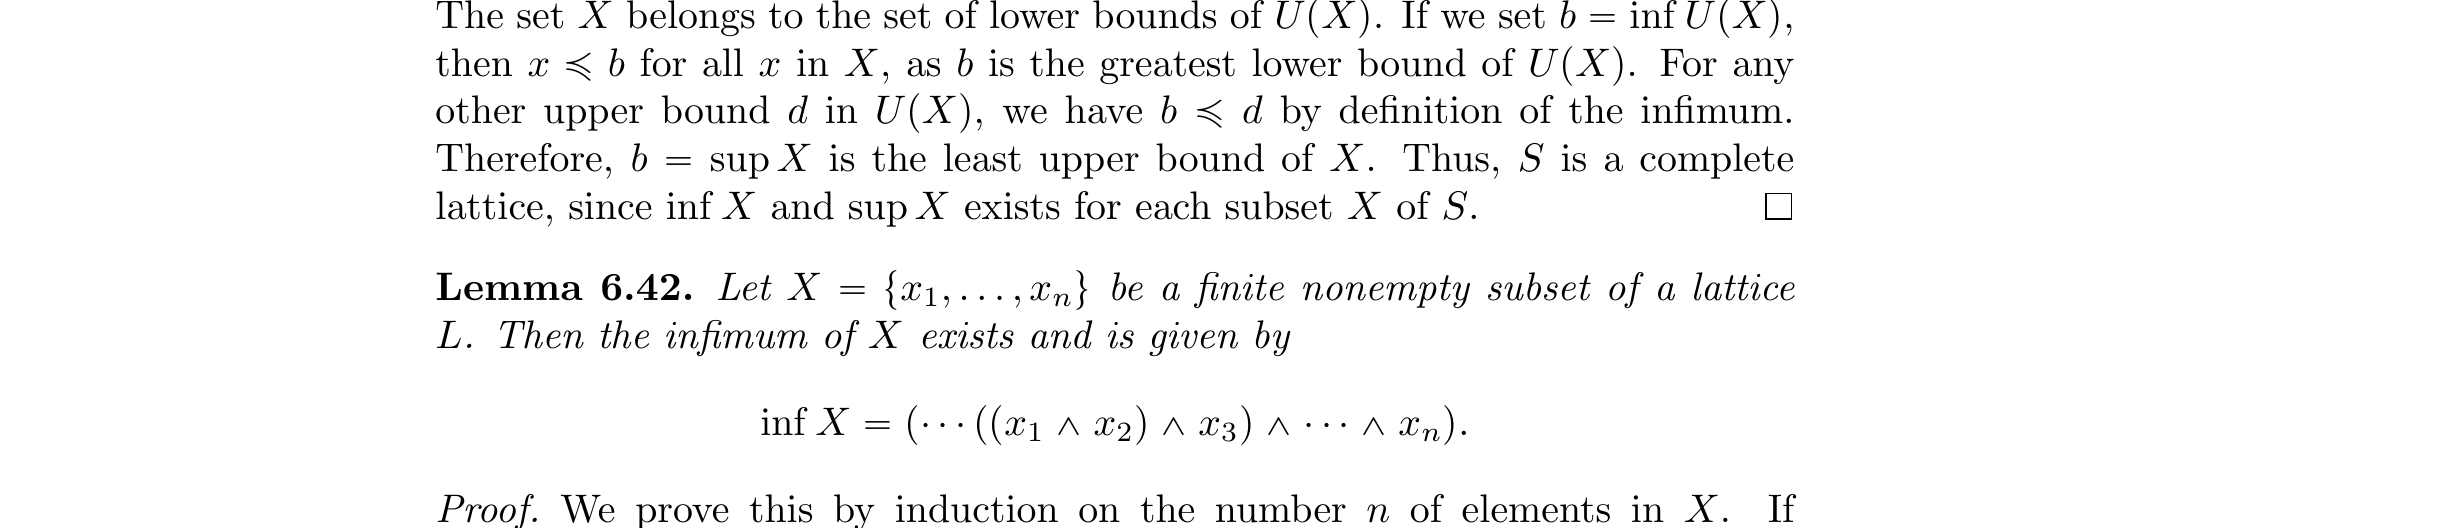 The set X belongs to the set of lower bounds of U(X). If we set b = inf U(X),
then x ≼ b for all x in X, as b is the greatest lower bound of U(X). For any
other upper bound d in U(X), we have b ≼ d by definition of the infimum.
Therefore, b = sup X is the least upper bound of X. Thus, S is a complete
lattice, since inf X and sup X exists for each subset X of S. □
Lemma 6.42. Let X = {x₁, . . . , xₙ} be a finite nonempty subset of a lattice
L. Then the infimum of X exists and is given by
inf X = (· · · ((x₁ ∧ x₂) ∧ x₃) ∧ · · · ∧ xₙ).
Proof. We prove this by induction on the number n of elements in X. If